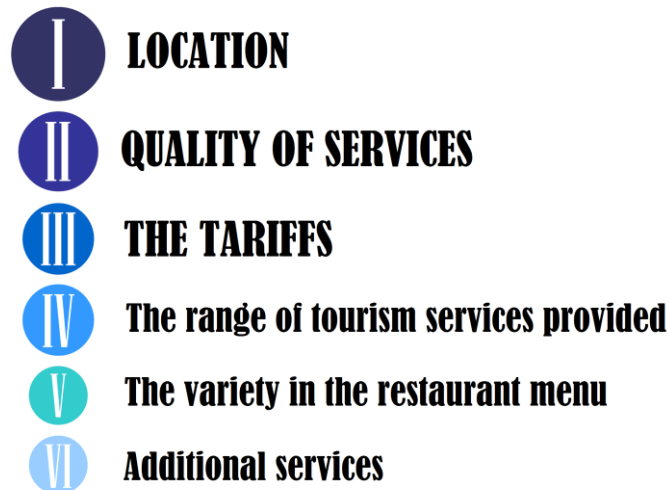 I LOCATION
II QUALITY OF SERVICES
III THE TARIFFS
IV The range of tourism services provided
V The variety in the restaurant menu
VI Additional services